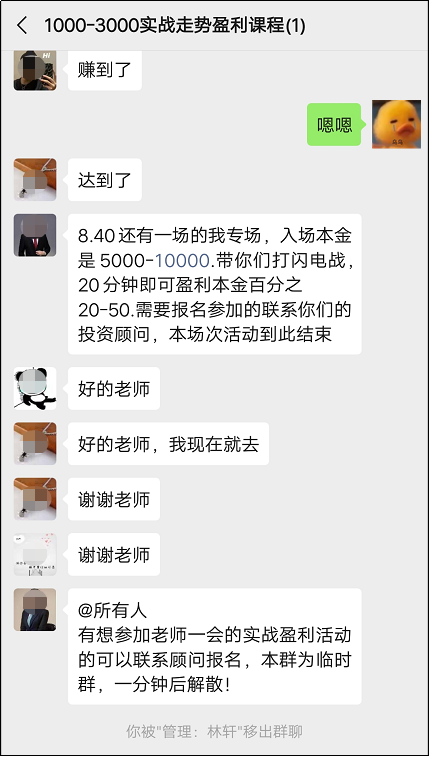 1000-3000实战走势盈利课程(1)
Hi
赚到了
嗯嗯
达到了
8.40还有一场的我专场，入场本金
是 5000-10000.带你们打闪电战，
20分钟即可盈利本金百分之
20-50.需要报名参加的联系你们的
投资顾问，本场次活动到此结束
好的老师
好的老师，我现在就去
谢谢老师
谢谢老师
@所有人
有想参加老师一会的实战盈利活动
的可以联系顾问报名，本群为临时
群，一分钟后解散！
你被"管理：林轩"移出群聊